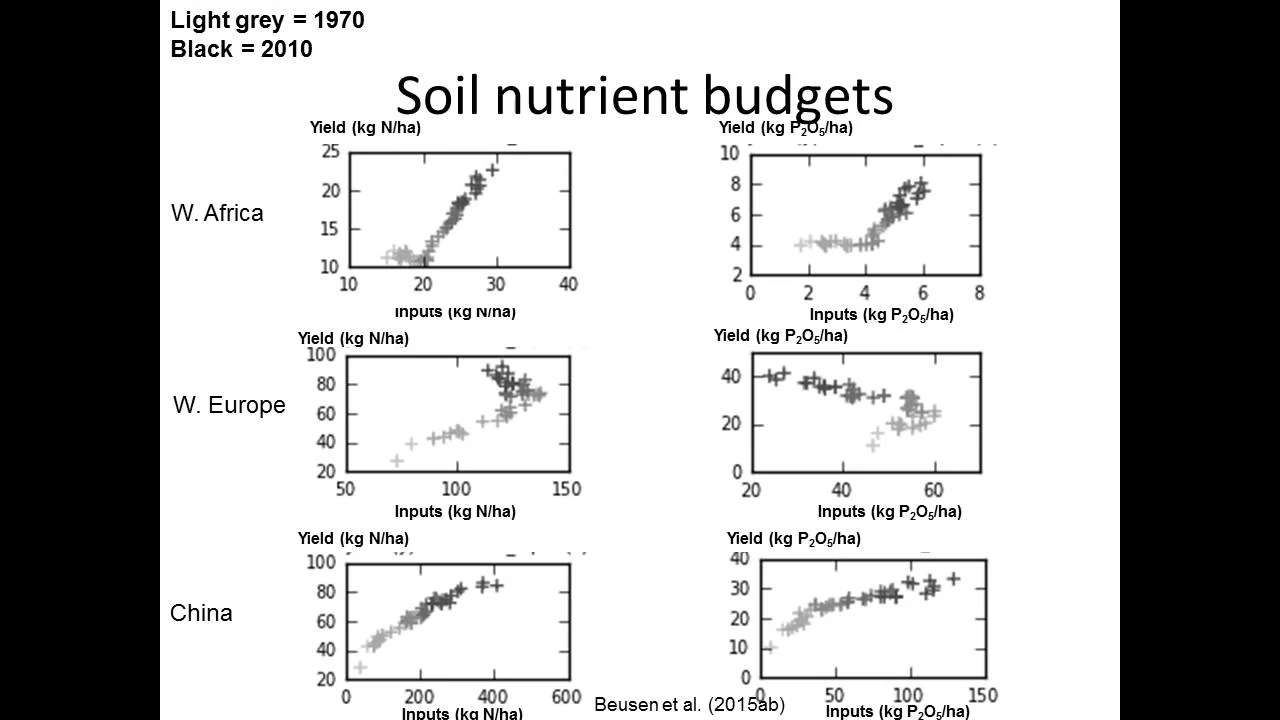 Light grey = 1970
Black = 2010
Soil nutrient budgets
Yield (kg N/ha)
25
20
15
10
10 20 30 40
Inputs (kg N/ha)
W. Africa
Yield (kg P₂O₅/ha)
10
8
6
4
2
0 2 4 6 8
Inputs (kg P₂O₅/ha)
Yield (kg N/ha)
100
80
60
40
20
50 100 150
Inputs (kg N/ha)
W. Europe
Yield (kg P₂O₅/ha)
40
20
0
20 40 60
Inputs (kg P₂O₅/ha)
Yield (kg N/ha)
100
80
60
40
20
0 200 400 600
Inputs (kg N/ha)
China
Yield (kg P₂O₅/ha)
40
30
20
10
0
0 50 100 150
Inputs (kg P₂O₅/ha)
Beusen et al. (2015ab)